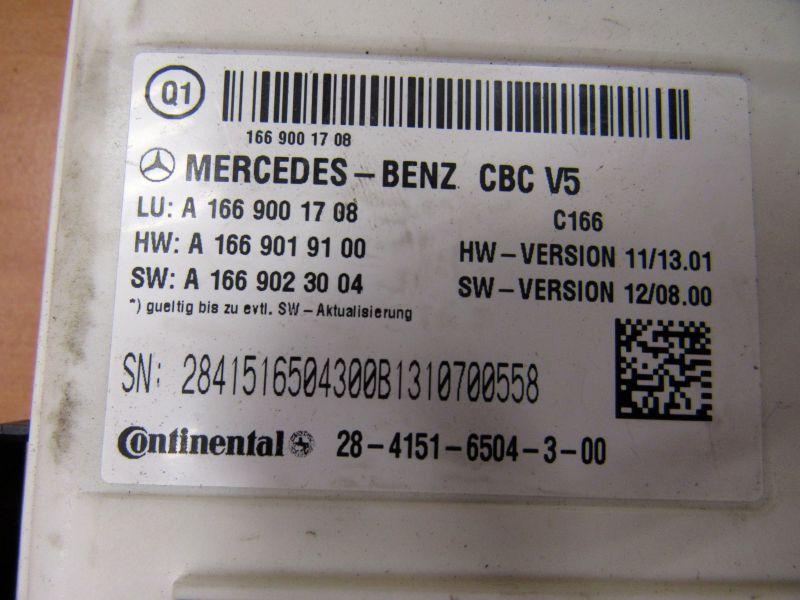 Q1
166 900 17 08
MERCEDES-BENZ CBC V5
LU: A 166 900 17 08 C166
HW: A 166 901 91 00 HW-VERSION 11/13.01
SW: A 166 902 30 04 SW-VERSION 12/08.00
*) gueltig bis zu evtl. SW-Aktualisierung
SN: 2841516504300B1310700558
Continental 28-4151-6504-3-00